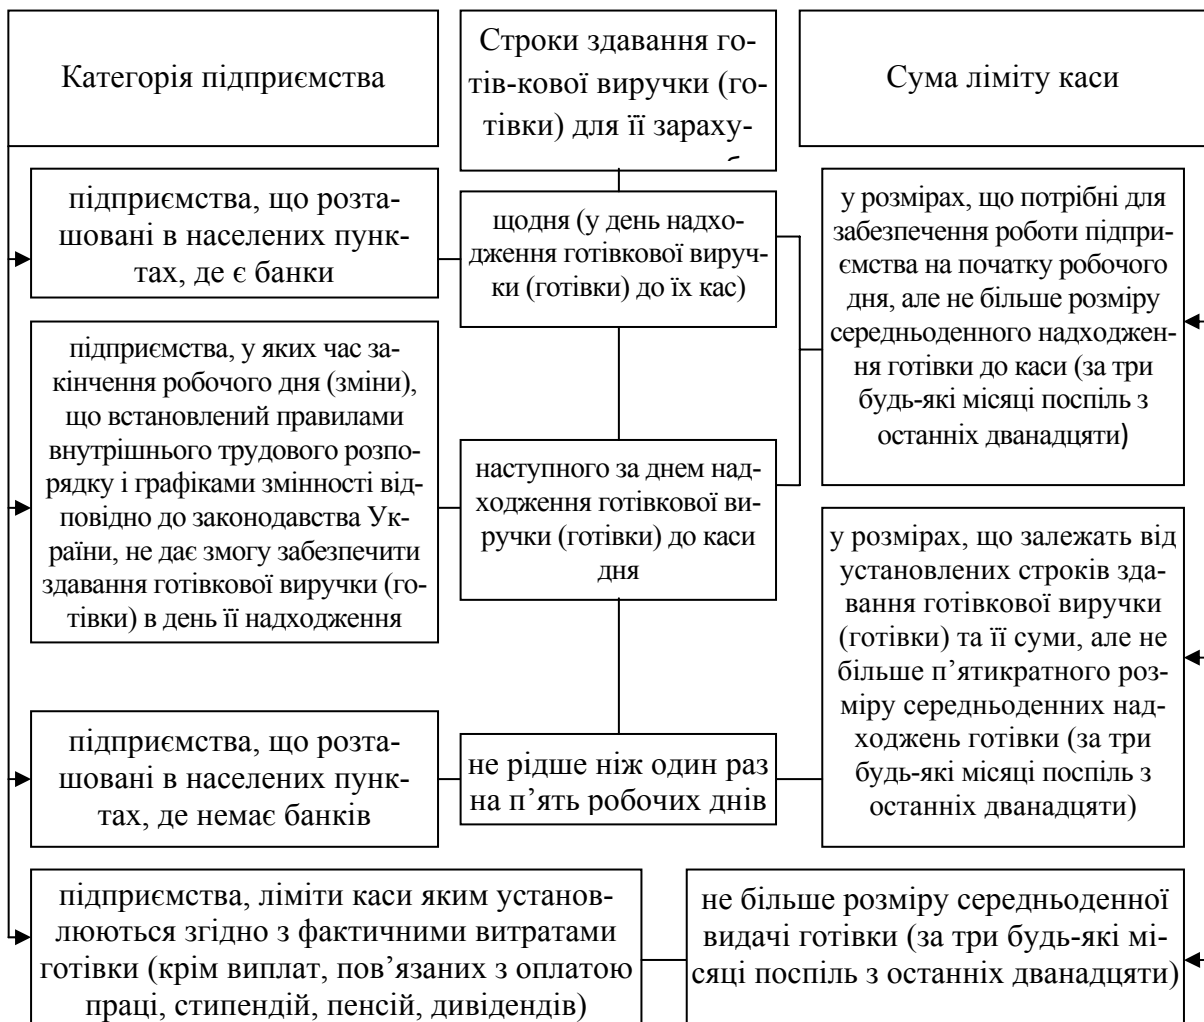 Категорія підприємства
Строки здавання го-
тів-кової виручки (го-
тівки) для її зараху-
Сума ліміту каси
підприємства, що розта-
шовані в населених пунк-
тах, де є банки
щодня (у день надхо-
дження готівкової вируч-
ки (готівки) до їх кас)
у розмірах, що потрібні для
забезпечення роботи підпри-
ємства на початку робочого
дня, але не більше розміру
середньоденного надходжен-
ня готівки до каси (за три
будь-які місяці поспіль з
останніх дванадцяти)
підприємства, у яких час за-
кінчення робочого дня (зміни),
що встановлений правилами
внутрішнього трудового розпо-
рядку і графіками змінності від-
повідно до законодавства Ук-
раїни, не дає змогу забезпечити
здавання готівкової виручки (го-
тівки) в день її надходження
наступного за днем над-
ходження готівкової ви-
ручки (готівки) до каси
дня
у розмірах, що залежать від
установлених строків зда-
вання готівкової виручки
(готівки) та її суми, але не
більше п’ятикратного роз-
міру середньоденних над-
ходжень готівки (за три
будь-які місяці поспіль з
останніх дванадцяти)
підприємства, що розта-
шовані в населених пунк-
тах, де немає банків
не рідше ніж один раз
на п’ять робочих днів
підприємства, ліміти каси яким установ-
люються згідно з фактичними витратами
готівки (крім виплат, пов’язаних з оплатою
праці, стипендій, пенсій, дивідендів)
не більше розміру середньоденної
видачі готівки (за три будь-які мі-
сяці поспіль з останніх дванадцяти)